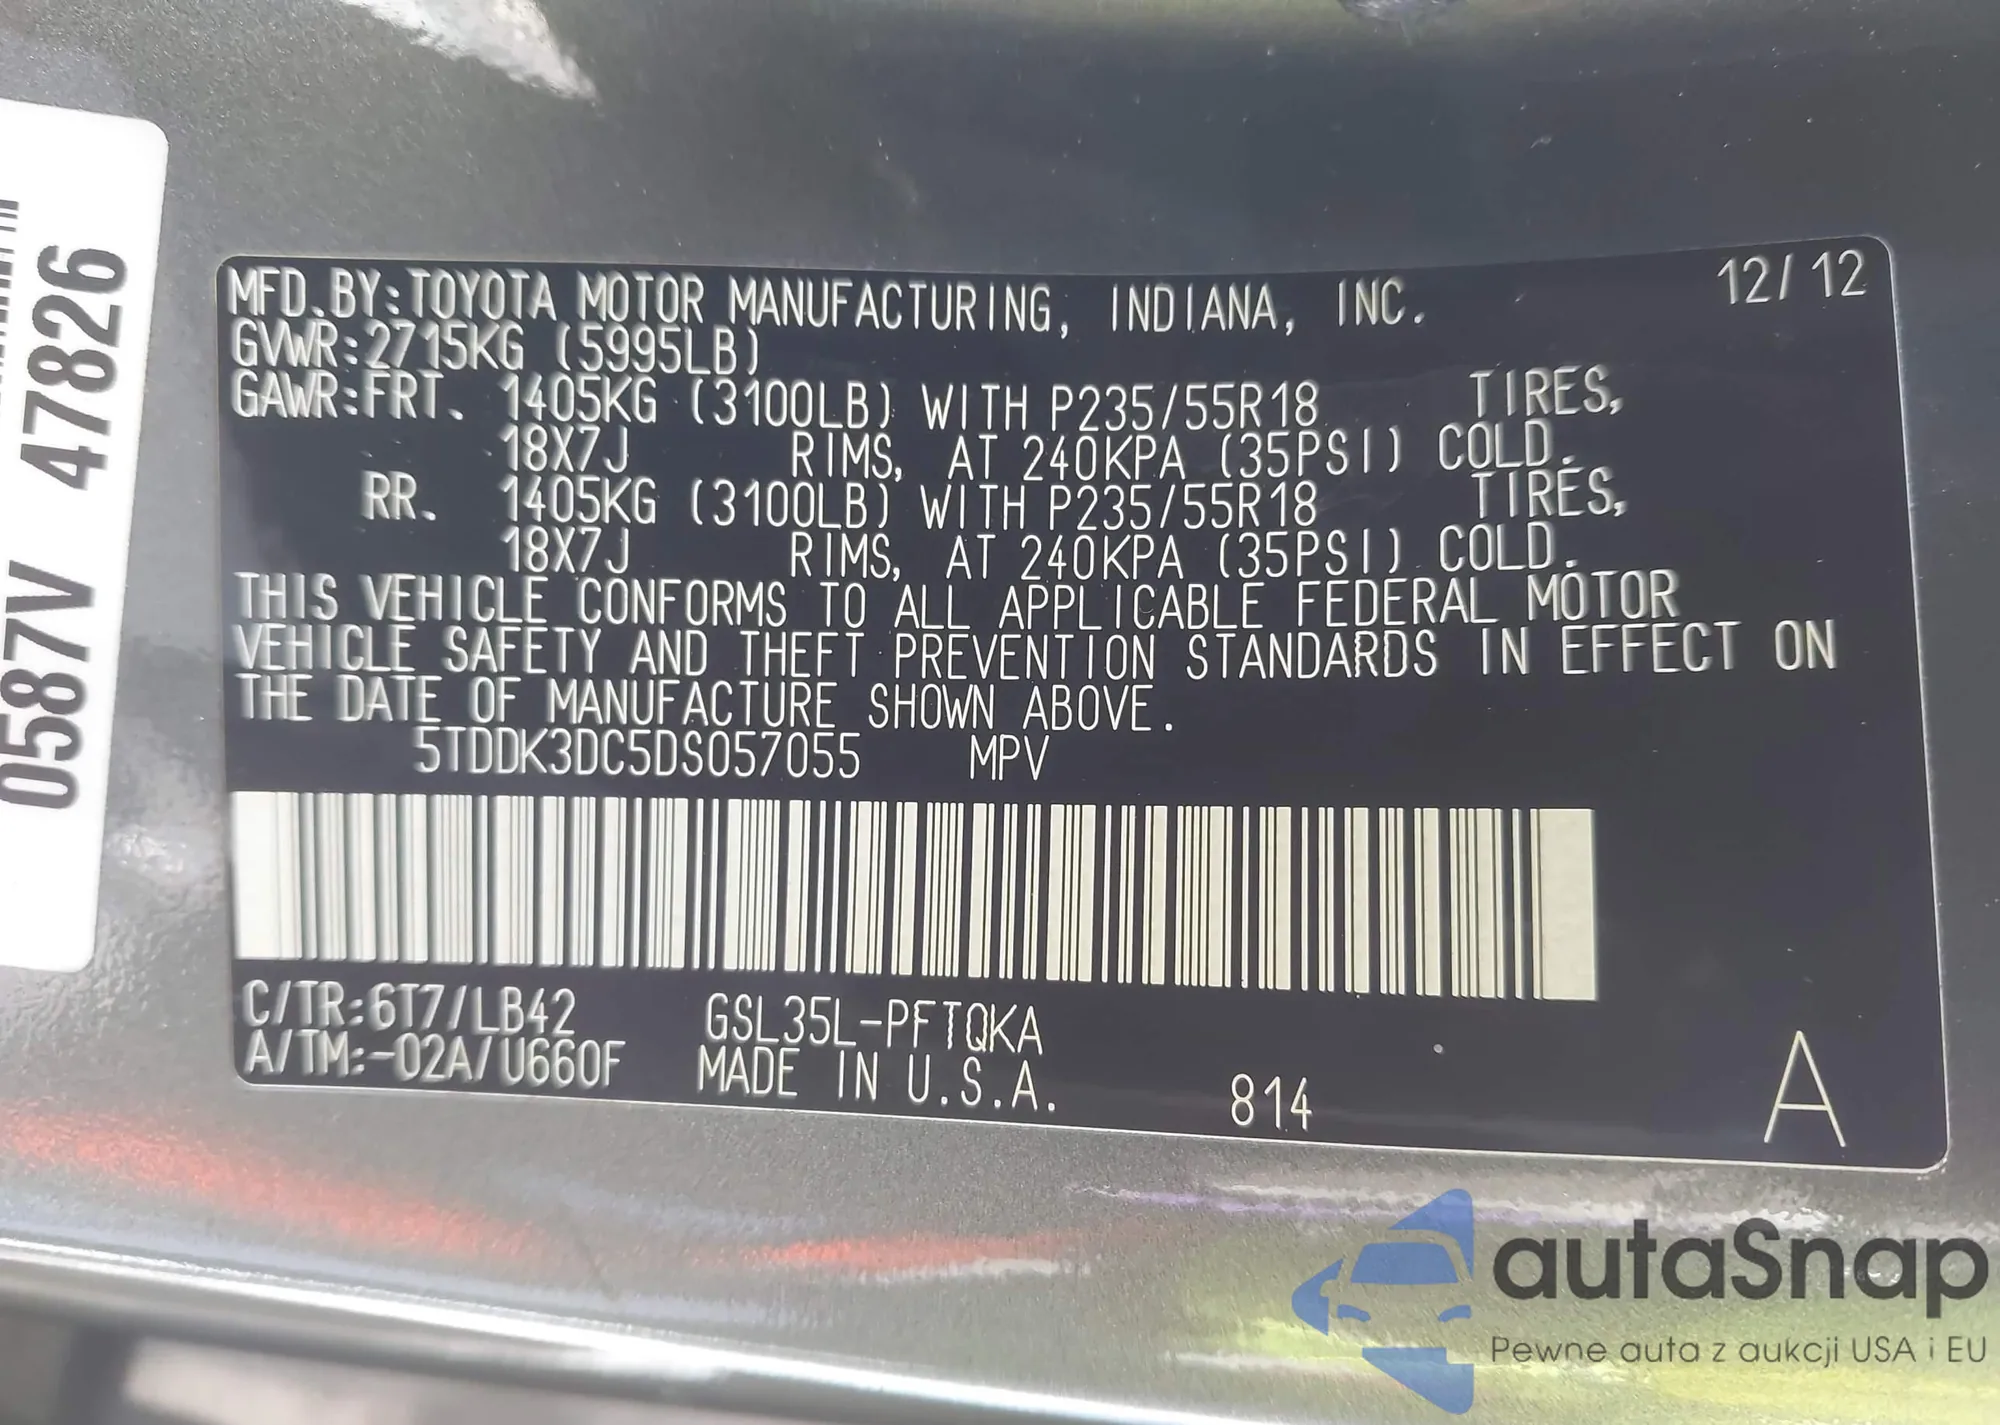 0587V 47826
MFD.BY:TOYOTA MOTOR MANUFACTURING, INDIANA, INC. 12/12
GVWR:2715KG (5995LB)
GAWR:FRT. 1405KG (3100LB) WITH P235/55R18 TIRES,
18X7J RIMS, AT 240KPA (35PSI) COLD.
RR. 1405KG (3100LB) WITH P235/55R18 TIRES,
18X7J RIMS, AT 240KPA (35PSI) COLD.
THIS VEHICLE CONFORMS TO ALL APPLICABLE FEDERAL MOTOR
VEHICLE SAFETY AND THEFT PREVENTION STANDARDS IN EFFECT ON
THE DATE OF MANUFACTURE SHOWN ABOVE.
5TDDK3DC5DS057055 MPV
C/TR:6T7/LB42 GSL35L-PFTQKA
A/TM:-02A/U660F MADE IN U.S.A. 814 A
autaSnap
Pewne auta z aukcji USA i EU